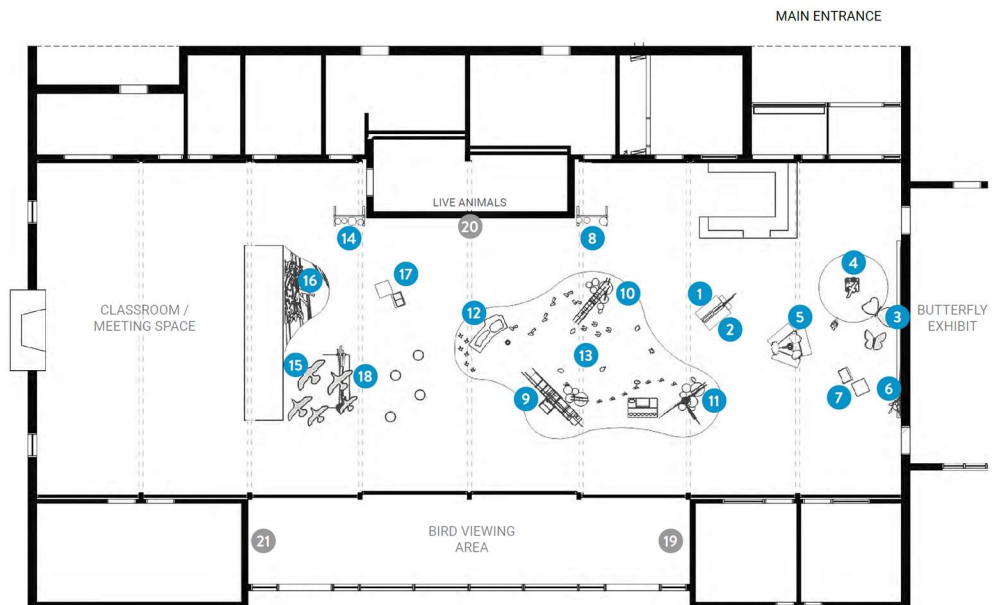 MAIN ENTRANCE
LIVE ANIMALS
20
14
8
17
16
4
1
10
12
2
3
5
CLASSROOM /
MEETING SPACE
BUTTERFLY
EXHIBIT
13
15
18
9
11
7
6
21
BIRD VIEWING
AREA
19